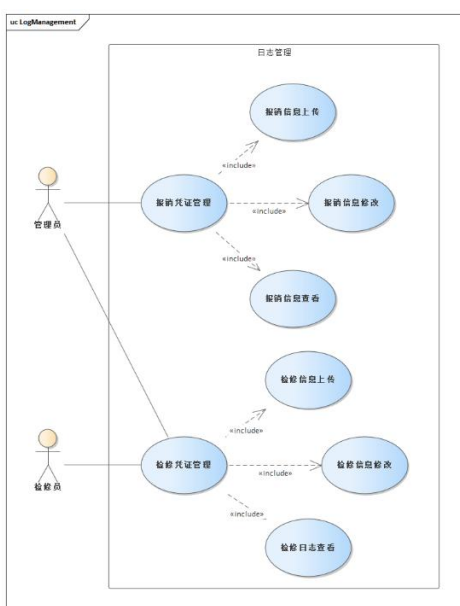 uc LogManagement
日志管理
报销信息上传
«include»
管理员
报销凭证管理
«include»
报销信息修改
«include»
报销信息查看
检修信息上传
«include»
检修员
检修凭证管理
«include»
检修信息修改
«include»
检修日志查看